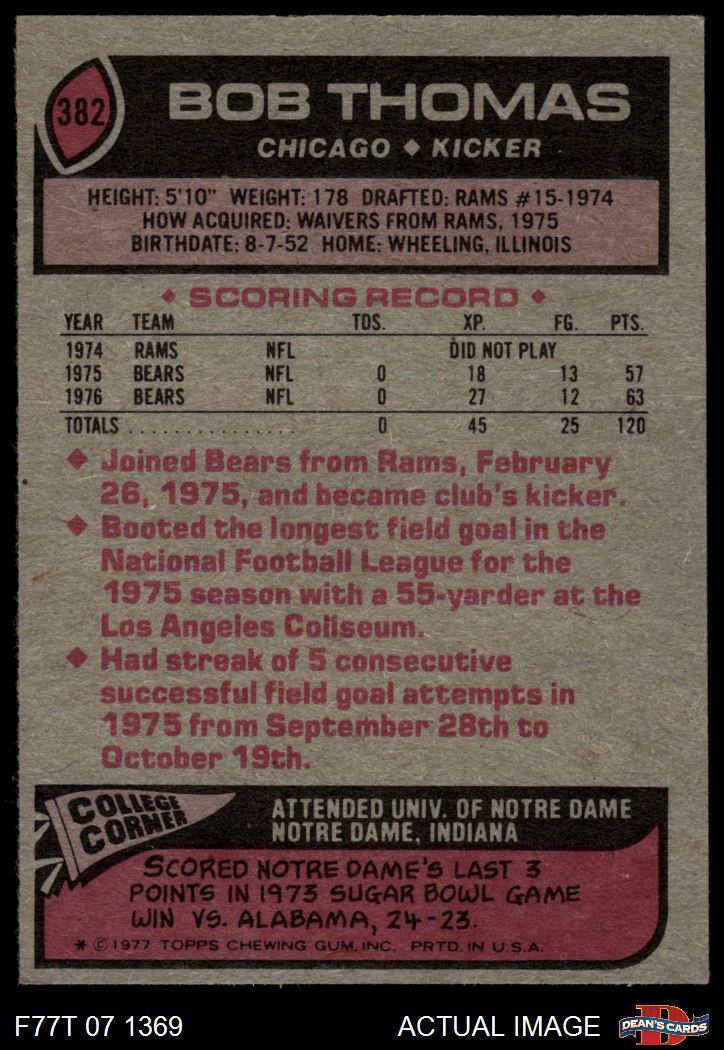 382
BOB THOMAS
CHICAGO ◆ KICKER
HEIGHT: 5'10" WEIGHT: 178 DRAFTED: RAMS #15-1974
HOW ACQUIRED: WAIVERS FROM RAMS, 1975
BIRTHDATE: 8-7-52 HOME: WHEELING, ILLINOIS
◆ SCORING RECORD ◆
YEAR TEAM TDS. XP. FG. PTS.
1974 RAMS NFL DID NOT PLAY
1975 BEARS NFL 0 18 13 57
1976 BEARS NFL 0 27 12 63
TOTALS ............... 0 45 25 120
◆ Joined Bears from Rams, February
26, 1975, and became club's kicker.
◆ Booted the longest field goal in the
National Football League for the
1975 season with a 55-yarder at the
Los Angeles Coliseum.
◆ Had streak of 5 consecutive
successful field goal attempts in
1975 from September 28th to
October 19th.
COLLEGE
CORNER
ATTENDED UNIV. OF NOTRE DAME
NOTRE DAME, INDIANA
SCORED NOTRE DAME'S LAST 3
POINTS IN 1973 SUGAR BOWL GAME
WIN VS. ALABAMA, 24-23.
* © 1977 TOPPS CHEWING GUM, INC. PRTD. IN U.S.A.
F77T 07 1369 ACTUAL IMAGE
D
DEAN'S CARDS